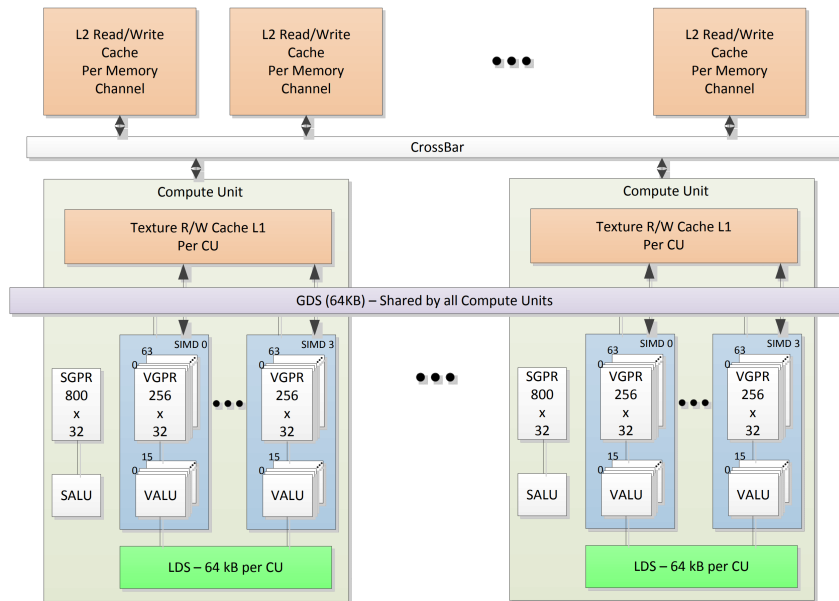 L2 Read/Write
Cache
Per Memory
Channel
L2 Read/Write
Cache
Per Memory
Channel
L2 Read/Write
Cache
Per Memory
Channel
CrossBar
Compute Unit
Texture R/W Cache L1
Per CU
Compute Unit
Texture R/W Cache L1
Per CU
GDS (64KB) – Shared by all Compute Units
SGPR
800
x
32
SALU
SIMD 0
63
0
VGPR
256
x
32
15
0
VALU
SIMD 3
63
0
VGPR
256
x
32
15
0
VALU
LDS – 64 kB per CU
SGPR
800
x
32
SALU
SIMD 0
63
0
VGPR
256
x
32
15
0
VALU
SIMD 3
63
0
VGPR
256
x
32
15
0
VALU
LDS – 64 kB per CU